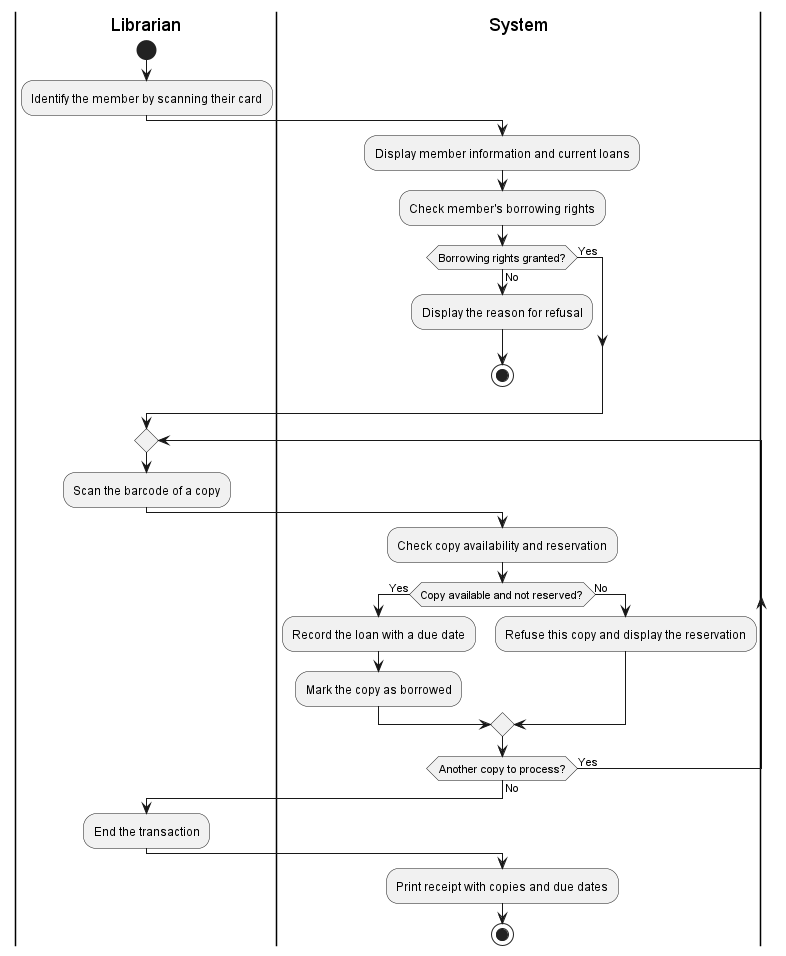 Librarian
System
Identify the member by scanning their card
Display member information and current loans
Check member's borrowing rights
Borrowing rights granted?
Yes
No
Display the reason for refusal
Scan the barcode of a copy
Check copy availability and reservation
Yes
Copy available and not reserved?
No
Record the loan with a due date
Refuse this copy and display the reservation
Mark the copy as borrowed
Another copy to process?
Yes
No
End the transaction
Print receipt with copies and due dates